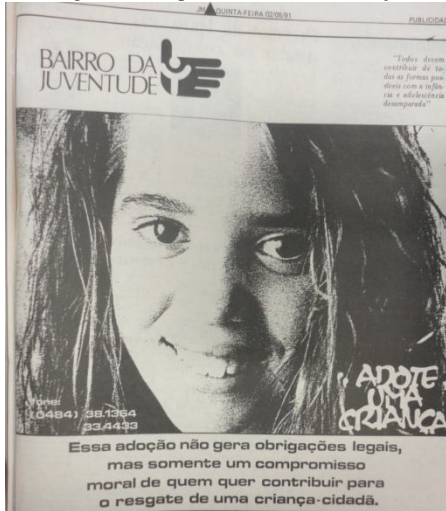 JM QUINTA-FEIRA 02/05/91
PUBLICIDAD
BAIRRO DA
JUVENTUDE
"Todos devem
contribuir de to-
das as formas pos-
síveis com a infân-
cia e adolescência
desamparada"
ADOTE
UMA
CRIANÇA
Fone:
(0484) 38.1364
33.4433
Essa adoção não gera obrigações legais,
mas somente um compromisso
moral de quem quer contribuir para
o resgate de uma criança-cidadã.